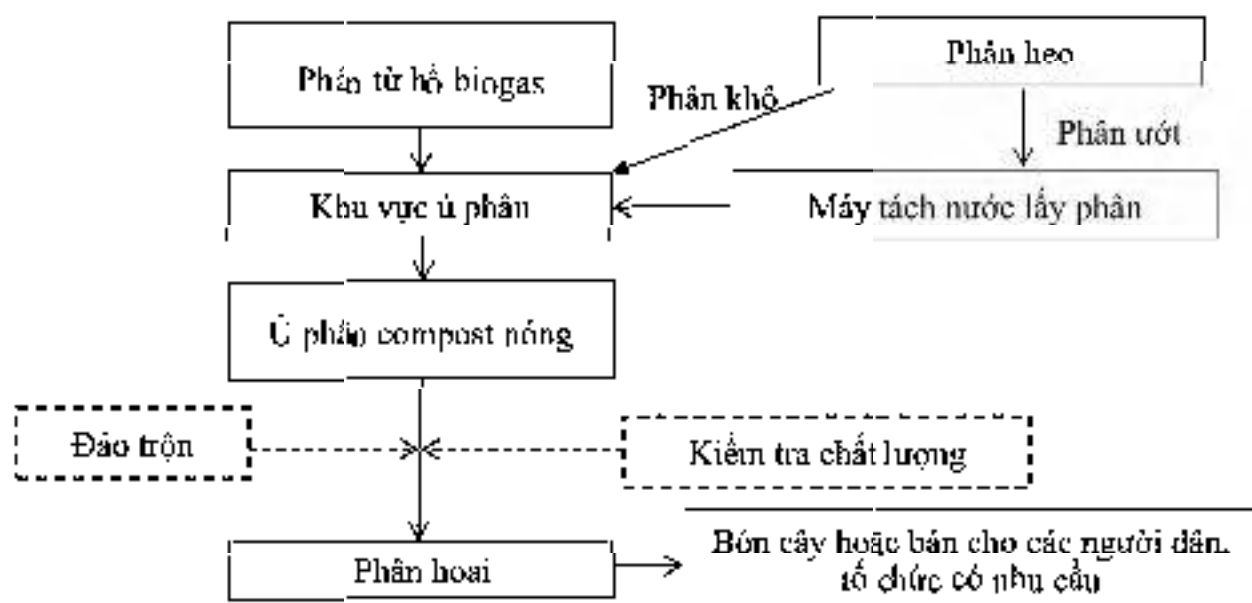 Phân từ hố biogas
Phân heo
Phân khô
Phân ướt
Khu vực ủ phân
Máy tách nước lấy phân
Ủ phân compost nóng
Đảo trộn
Kiểm tra chất lượng
Phân hoai
Bón cây hoặc bán cho các người dân,
tổ chức có nhu cầu